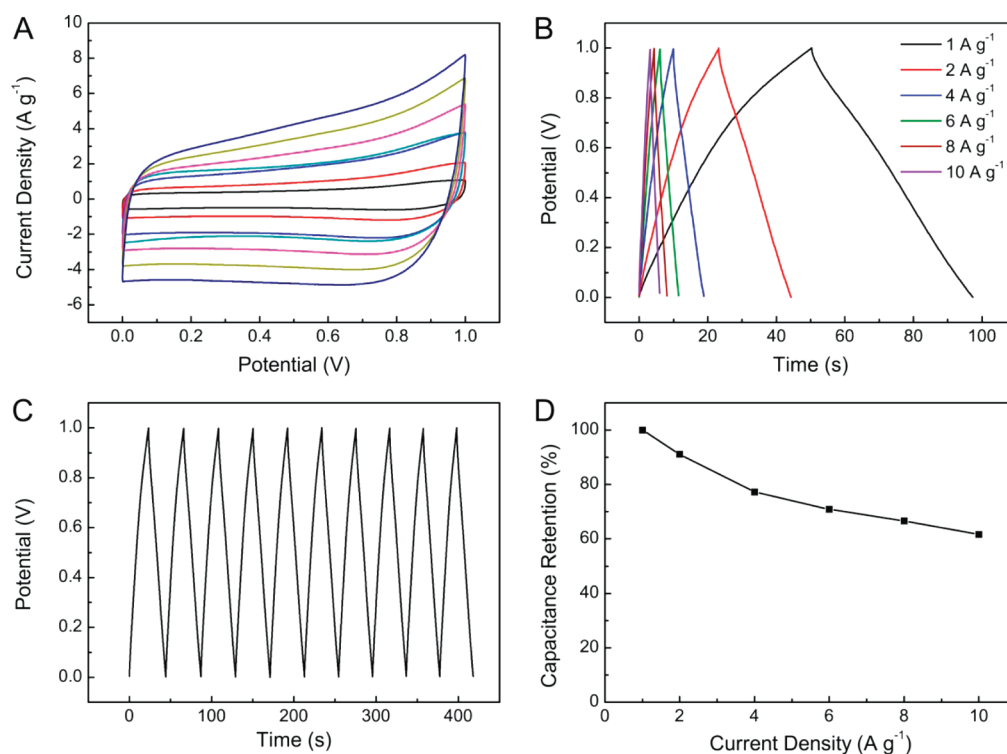 A
Current Density (A g⁻¹)
10
8
6
4
2
0
-2
-4
-6
0.0 0.2 0.4 0.6 0.8 1.0
Potential (V)
B
Potential (V)
1.0
0.8
0.6
0.4
0.2
0.0
0 20 40 60 80 100
Time (s)
1 A g⁻¹
2 A g⁻¹
4 A g⁻¹
6 A g⁻¹
8 A g⁻¹
10 A g⁻¹
C
Potential (V)
1.0
0.8
0.6
0.4
0.2
0.0
0 100 200 300 400
Time (s)
D
Capacitance Retention (%)
100
80
60
40
20
0
2 4 6 8 10
Current Density (A g⁻¹)